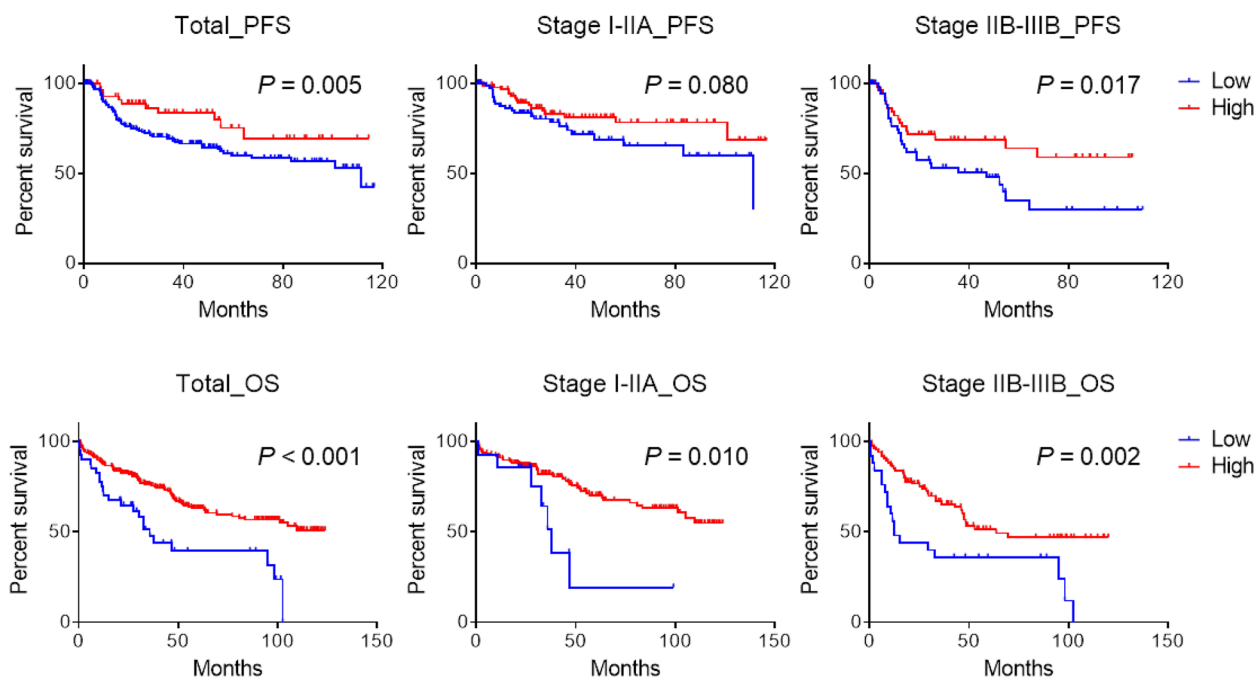 Total_PFS
Stage I-IIA_PFS
Stage IIB-IIIB_PFS
Percent survival
100
50
0
P = 0.005
0 40 80 120
Months
Percent survival
100
50
0
P = 0.080
0 40 80 120
Months
Percent survival
100
50
0
P = 0.017
0 40 80 120
Months
Low
High
Total_OS
Stage I-IIA_OS
Stage IIB-IIIB_OS
Percent survival
100
50
0
P < 0.001
0 50 100 150
Months
Percent survival
100
50
0
P = 0.010
0 50 100 150
Months
Percent survival
100
50
0
P = 0.002
0 50 100 150
Months
Low
High